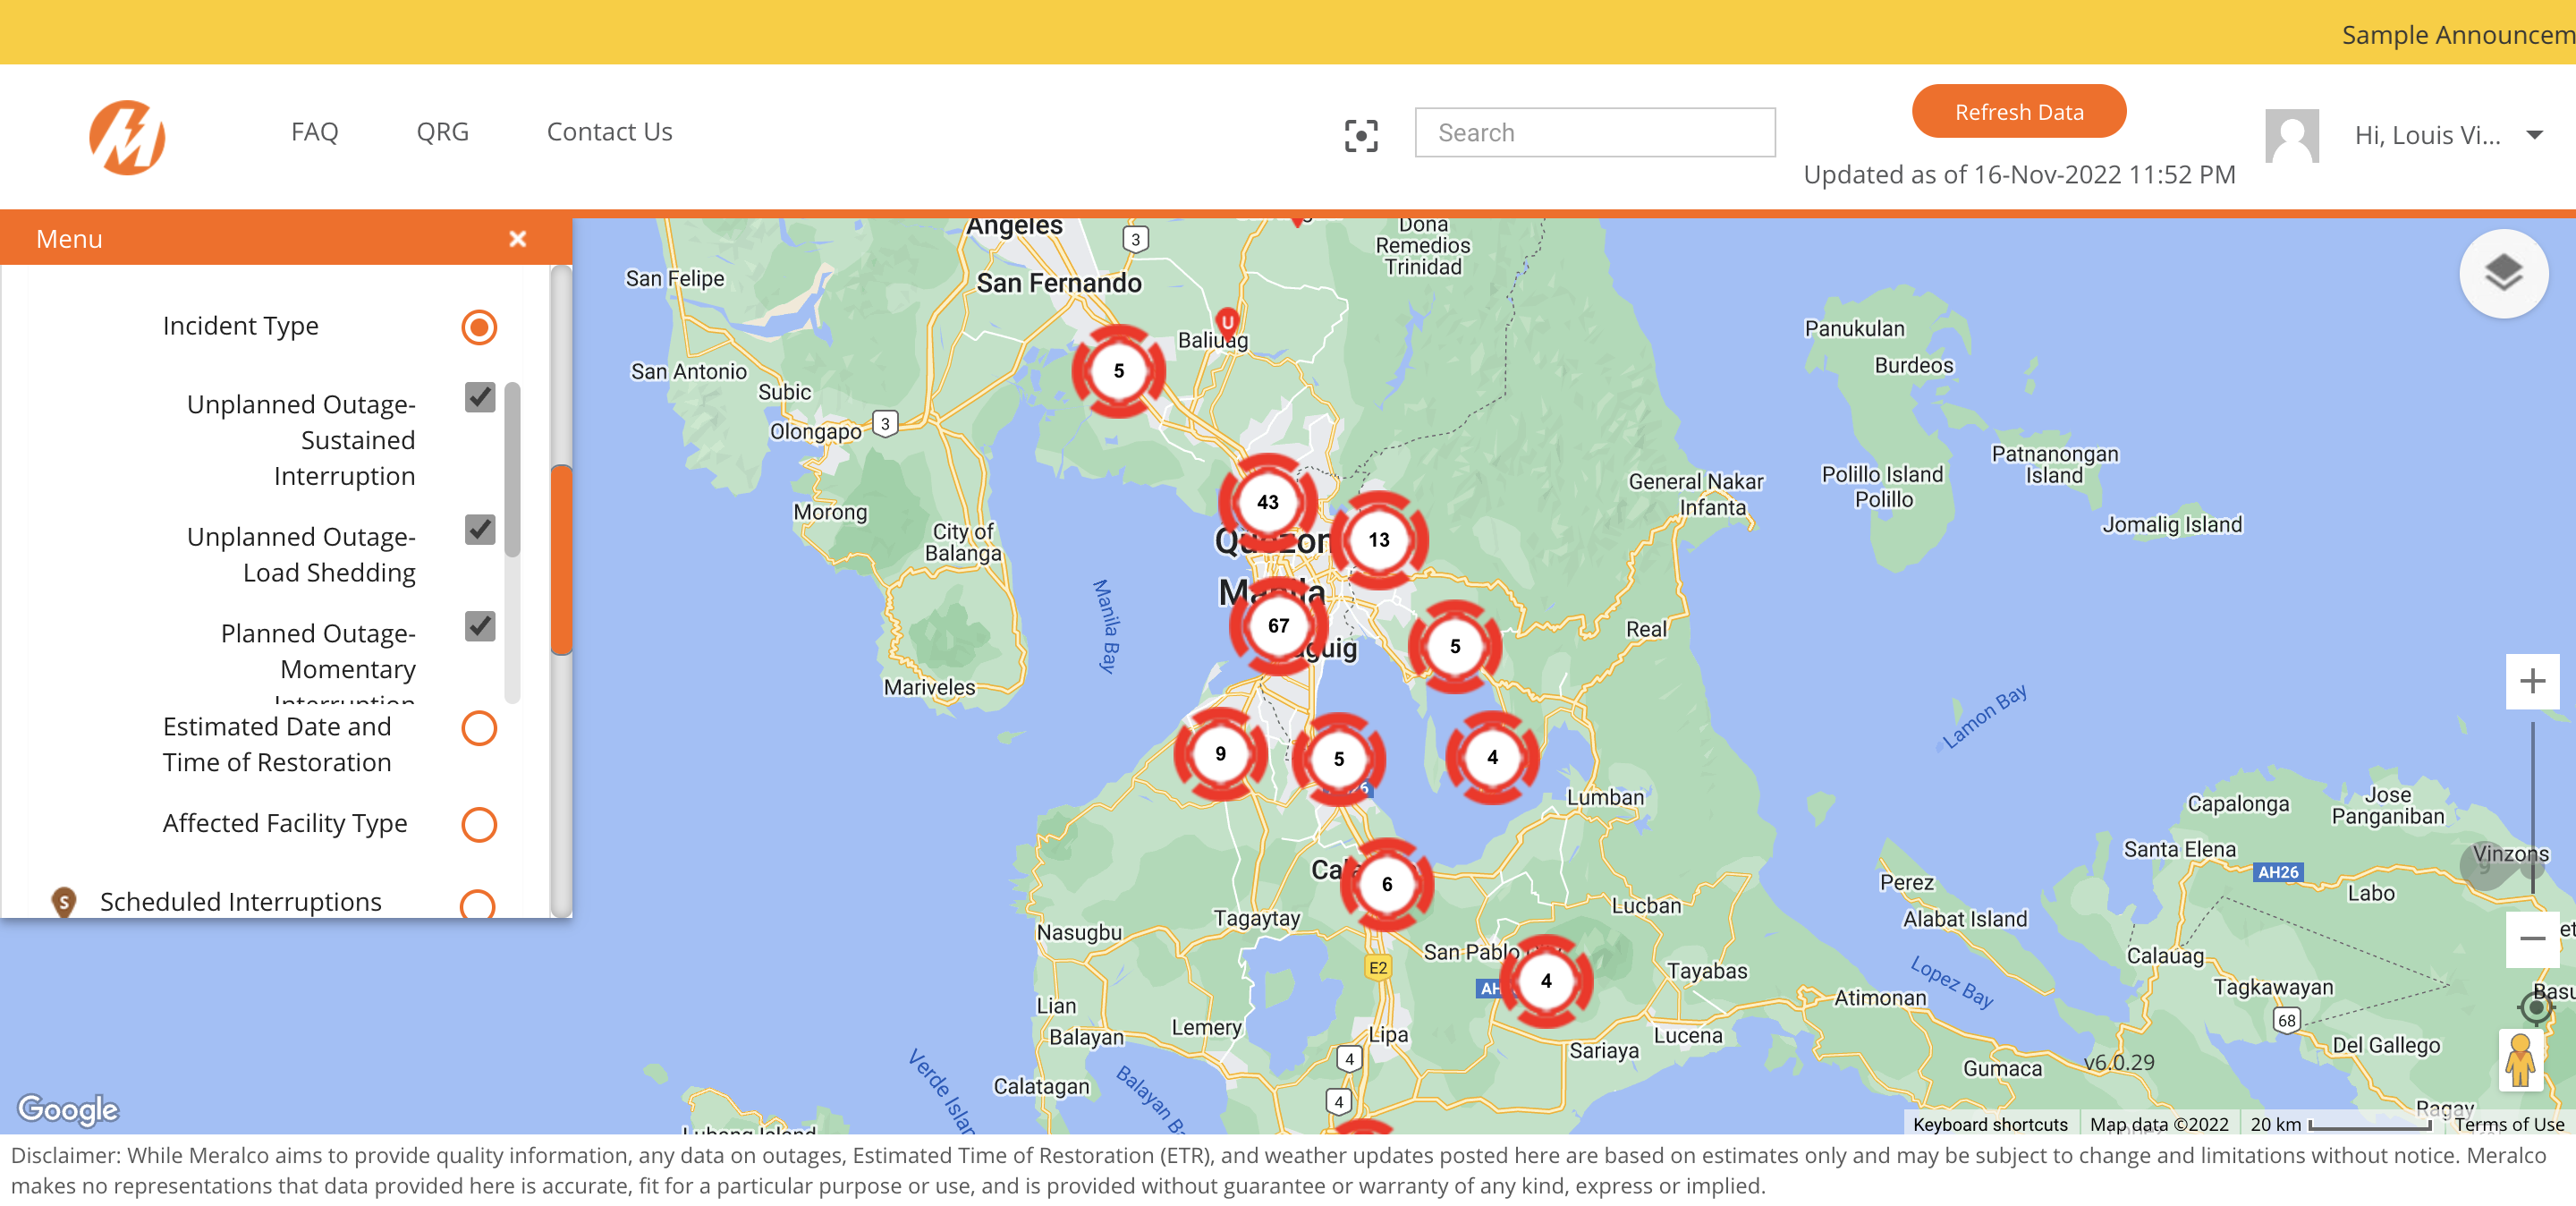 Sample Announcem
FAQ
QRG
Contact Us
Search
Refresh Data
Updated as of 16-Nov-2022 11:52 PM
Hi, Louis Vi...
Menu
Incident Type
Unplanned Outage-
Sustained
Interruption
Unplanned Outage-
Load Shedding
Planned Outage-
Momentary
Interruption
Estimated Date and
Time of Restoration
Affected Facility Type
S
Scheduled Interruptions
Angeles
3
Dona
Remedios
Trinidad
San Felipe
San Fernando
U
Baliuag
Panukulan
Burdeos
San Antonio
5
Subic
Olongapo
3
Patnanongan
Island
Polillo Island
Polillo
General Nakar
Infanta
43
Morong
Jomalig Island
City of
Balanga
Quezon
13
Manila
Manila Bay
67
aguig
5
Real
Mariveles
Lamon Bay
9
5
4
Lumban
Capalonga
Jose
Panganiban
Santa Elena
Vinzons
9
AH26
Labo
Ca
6
Perez
Lucban
Alabat Island
Tagaytay
Nasugbu
San Pablo
Calauag
E2
Tayabas
Lopez Bay
4
AH
Tagkawayan
Basu
Atimonan
Lian
Lemery
Lipa
Lucena
68
Balayan
Sariaya
Del Gallego
4
v6.0.29
Gumaca
Verde Islan
Balayan B
Calatagan
4
Ragay
Google
Lubang Island
Keyboard shortcuts
Map data ©2022
20 km
Terms of Use
Disclaimer: While Meralco aims to provide quality information, any data on outages, Estimated Time of Restoration (ETR), and weather updates posted here are based on estimates only and may be subject to change and limitations without notice. Meralco
makes no representations that data provided here is accurate, fit for a particular purpose or use, and is provided without guarantee or warranty of any kind, express or implied.